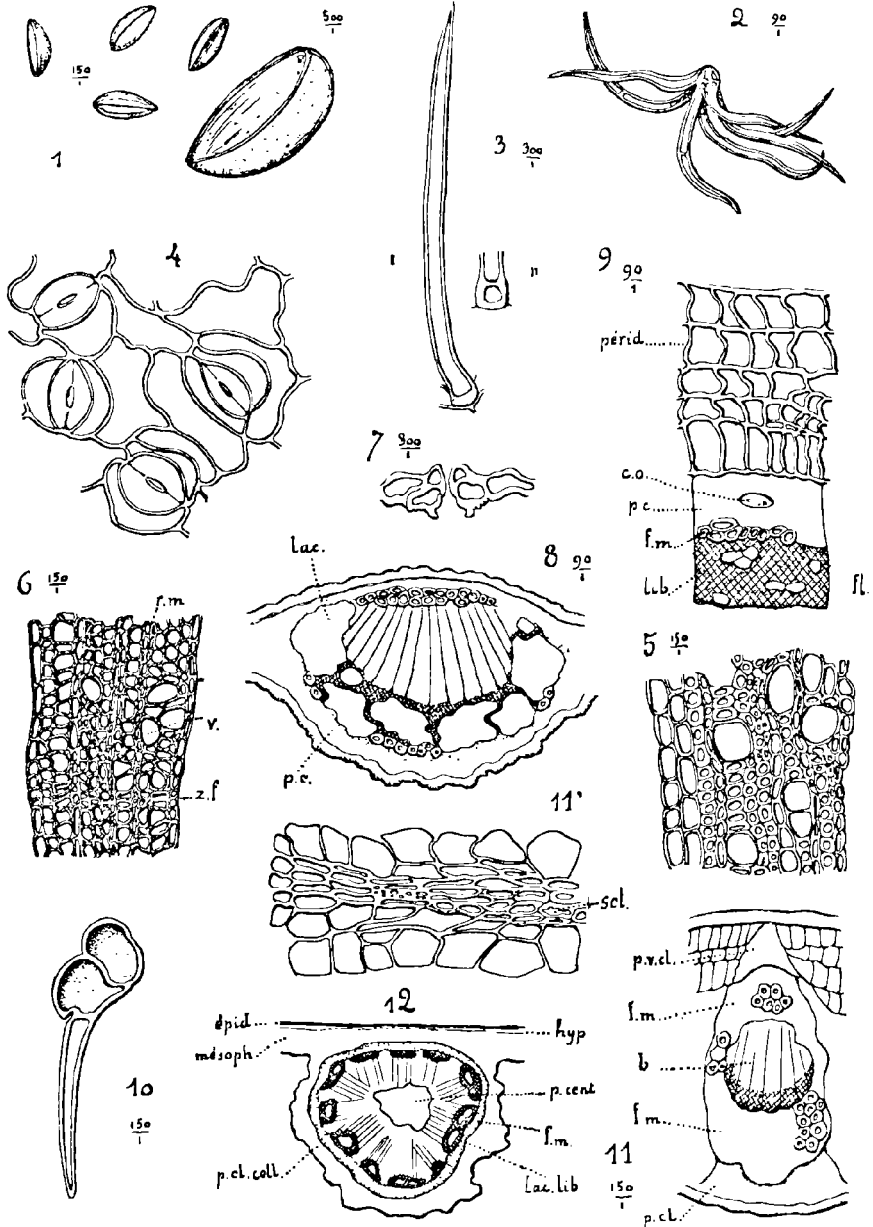 500
1
150
1
2 90
1
1
3 300
1
4
I
II
9 90
1
périd.
7 300
1
c.o.
p.c.
f.m.
lib.
fl.
lac.
8 90
1
6 150
1
f.m
v.
z.f
p.c.
5 150
1
11'
scl.
p.v.cl.
f.m.
b
f.m
p.cl.
11
150
1
10
150
1
12
épid
hyp
mésoph
p.cent
f.m.
lac. lib
p.cl.coll.